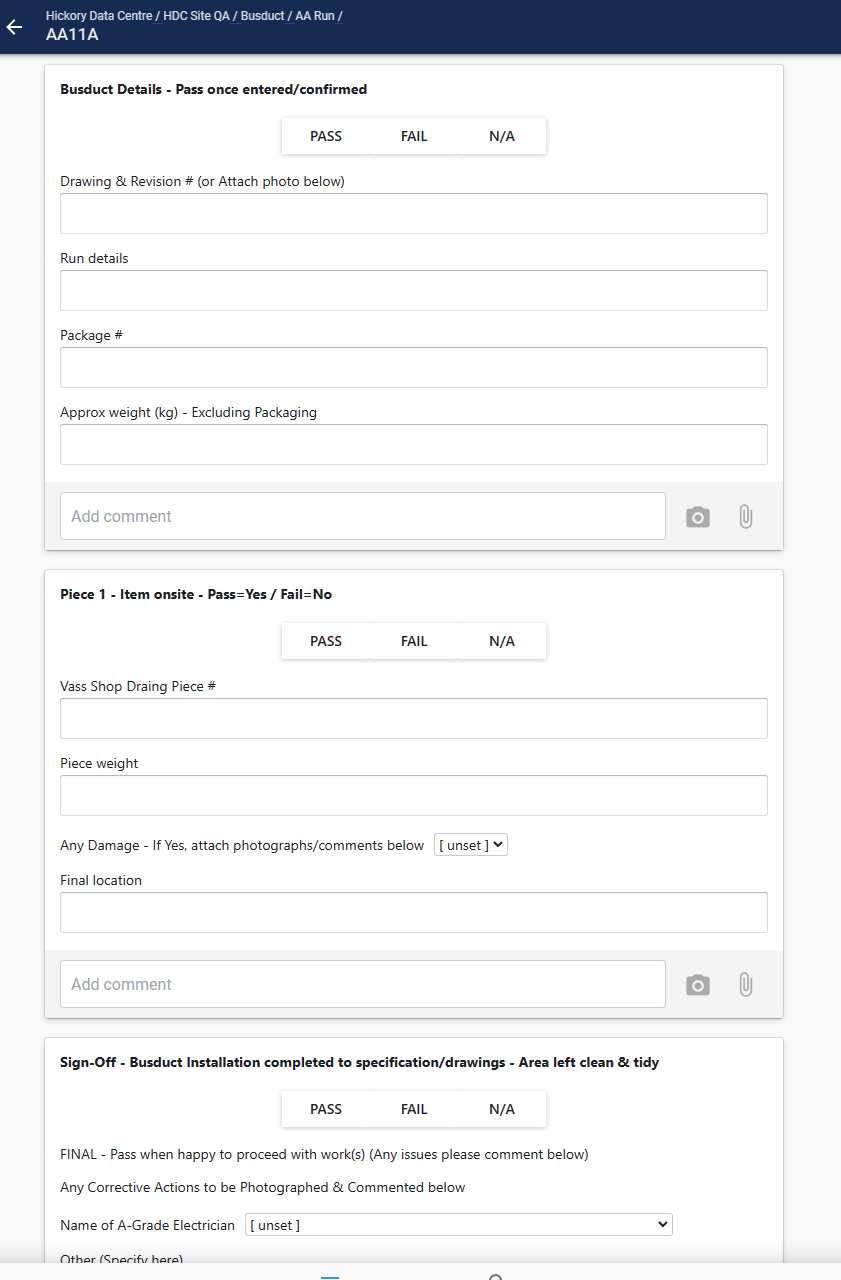 Hickory Data Centre / HDC Site QA / Busduct / AA Run /
AA11A
Busduct Details - Pass once entered/confirmed
PASS FAIL N/A
Drawing & Revision # (or Attach photo below)
Run details
Package #
Approx weight (kg) - Excluding Packaging
Add comment
Piece 1 - Item onsite - Pass=Yes / Fail=No
PASS FAIL N/A
Vass Shop Draing Piece #
Piece weight
Any Damage - If Yes, attach photographs/comments below [ unset ]
Final location
Add comment
Sign-Off - Busduct Installation completed to specification/drawings - Area left clean & tidy
PASS FAIL N/A
FINAL - Pass when happy to proceed with work(s) (Any issues please comment below)
Any Corrective Actions to be Photographed & Commented below
Name of A-Grade Electrician [ unset ]
Other (Specify here)